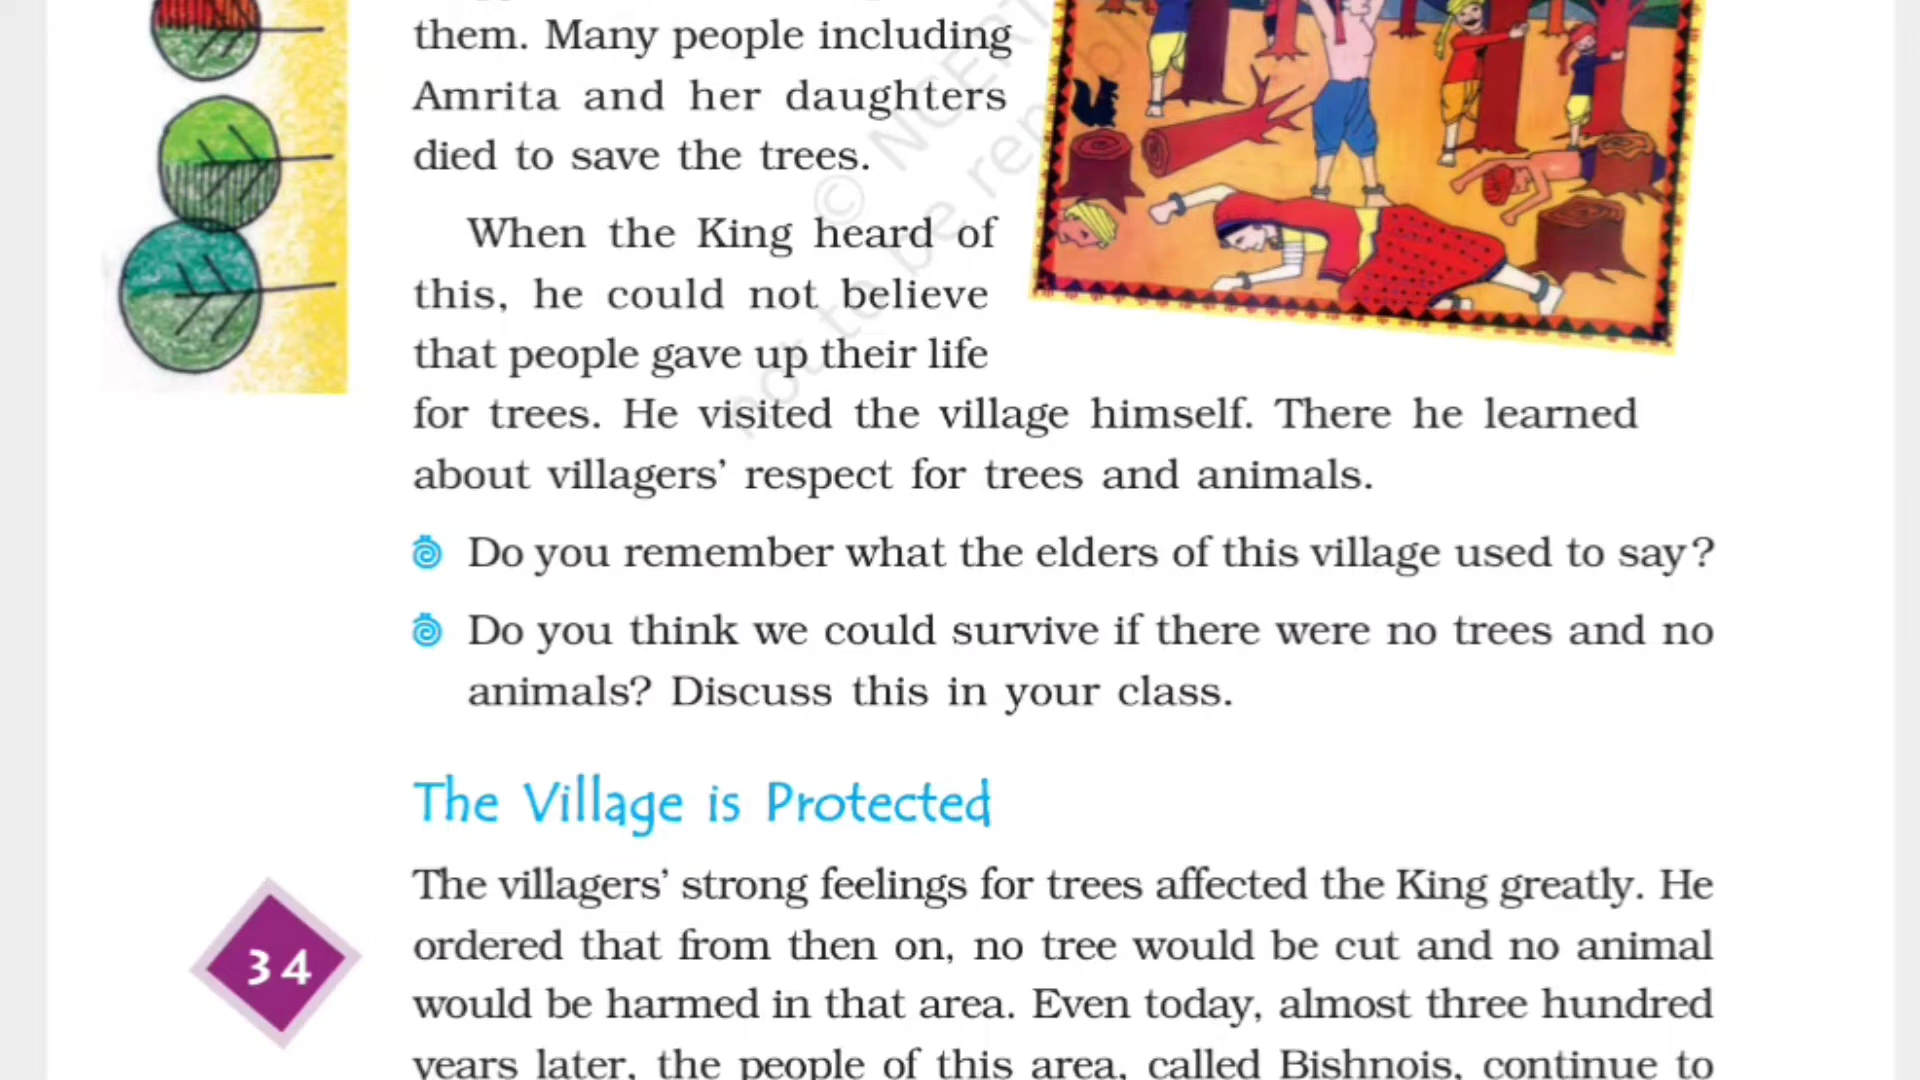 them. Many people including
Amrita and her daughters
died to save the trees.
When the King heard of
this, he could not believe
that people gave up their life
for trees. He visited the village himself. There he learned
about villagers’ respect for trees and animals.
Do you remember what the elders of this village used to say?
Do you think we could survive if there were no trees and no
animals? Discuss this in your class.
The Village is Protected
The villagers’ strong feelings for trees affected the King greatly. He
ordered that from then on, no tree would be cut and no animal
would be harmed in that area. Even today, almost three hundred
years later, the people of this area, called Bishnois, continue to
34
© NCERT
not to be